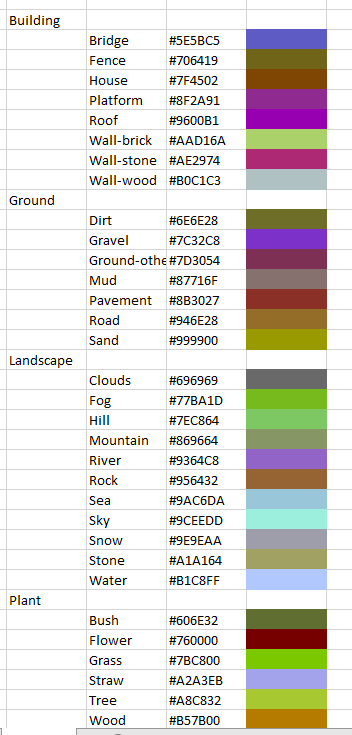 Building
Bridge #5E5BC5
Fence #706419
House #7F4502
Platform #8F2A91
Roof #9600B1
Wall-brick #AAD16A
Wall-stone #AE2974
Wall-wood #B0C1C3
Ground
Dirt #6E6E28
Gravel #7C32C8
Ground-othe #7D3054
Mud #87716F
Pavement #8B3027
Road #946E28
Sand #999900
Landscape
Clouds #696969
Fog #77BA1D
Hill #7EC864
Mountain #869664
River #9364C8
Rock #956432
Sea #9AC6DA
Sky #9CEEDD
Snow #9E9EAA
Stone #A1A164
Water #B1C8FF
Plant
Bush #606E32
Flower #760000
Grass #7BC800
Straw #A2A3EB
Tree #A8C832
Wood #B57B00